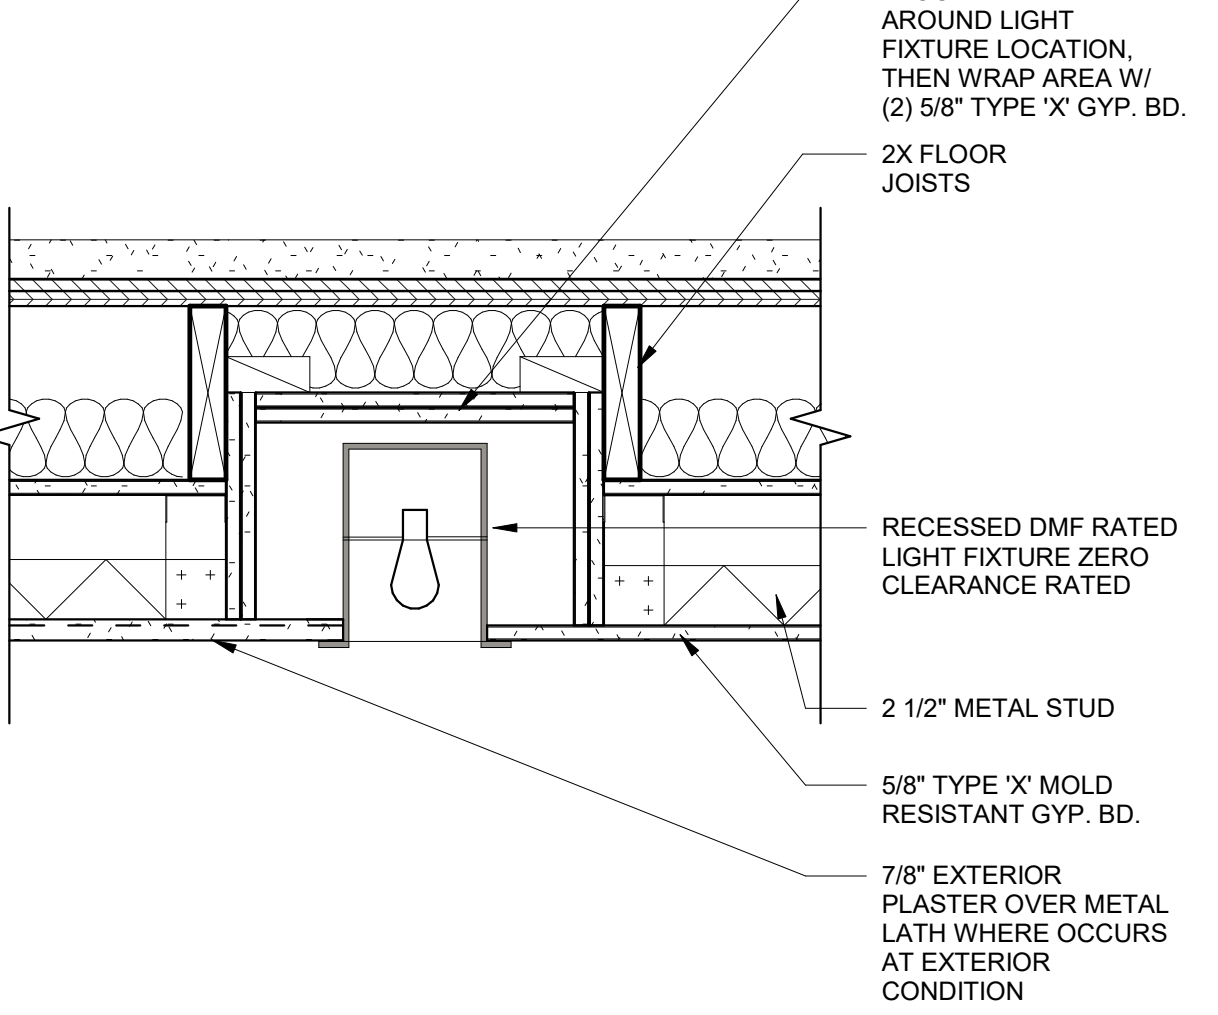 AROUND LIGHT
FIXTURE LOCATION,
THEN WRAP AREA W/
(2) 5/8" TYPE 'X' GYP. BD.
2X FLOOR
JOISTS
RECESSED DMF RATED
LIGHT FIXTURE ZERO
CLEARANCE RATED
2 1/2" METAL STUD
5/8" TYPE 'X' MOLD
RESISTANT GYP. BD.
7/8" EXTERIOR
PLASTER OVER METAL
LATH WHERE OCCURS
AT EXTERIOR
CONDITION